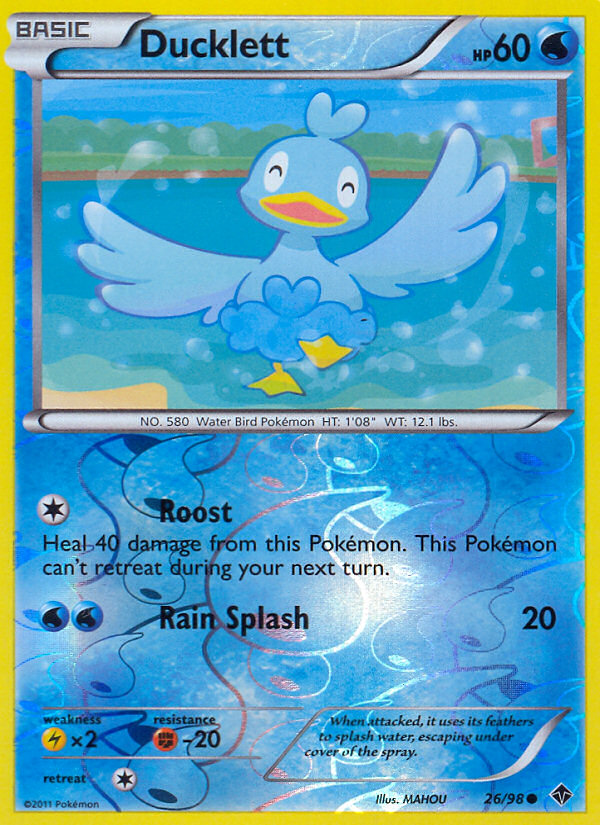 BASIC
Ducklett
HP60
NO. 580 Water Bird Pokémon HT: 1'08" WT: 12.1 lbs.
Roost
Heal 40 damage from this Pokémon. This Pokémon
can't retreat during your next turn.
Rain Splash 20
weakness resistance
×2 -20
When attacked, it uses its feathers
to splash water, escaping under
cover of the spray.
retreat
©2011 Pokémon
Illus. MAHOU 26/98